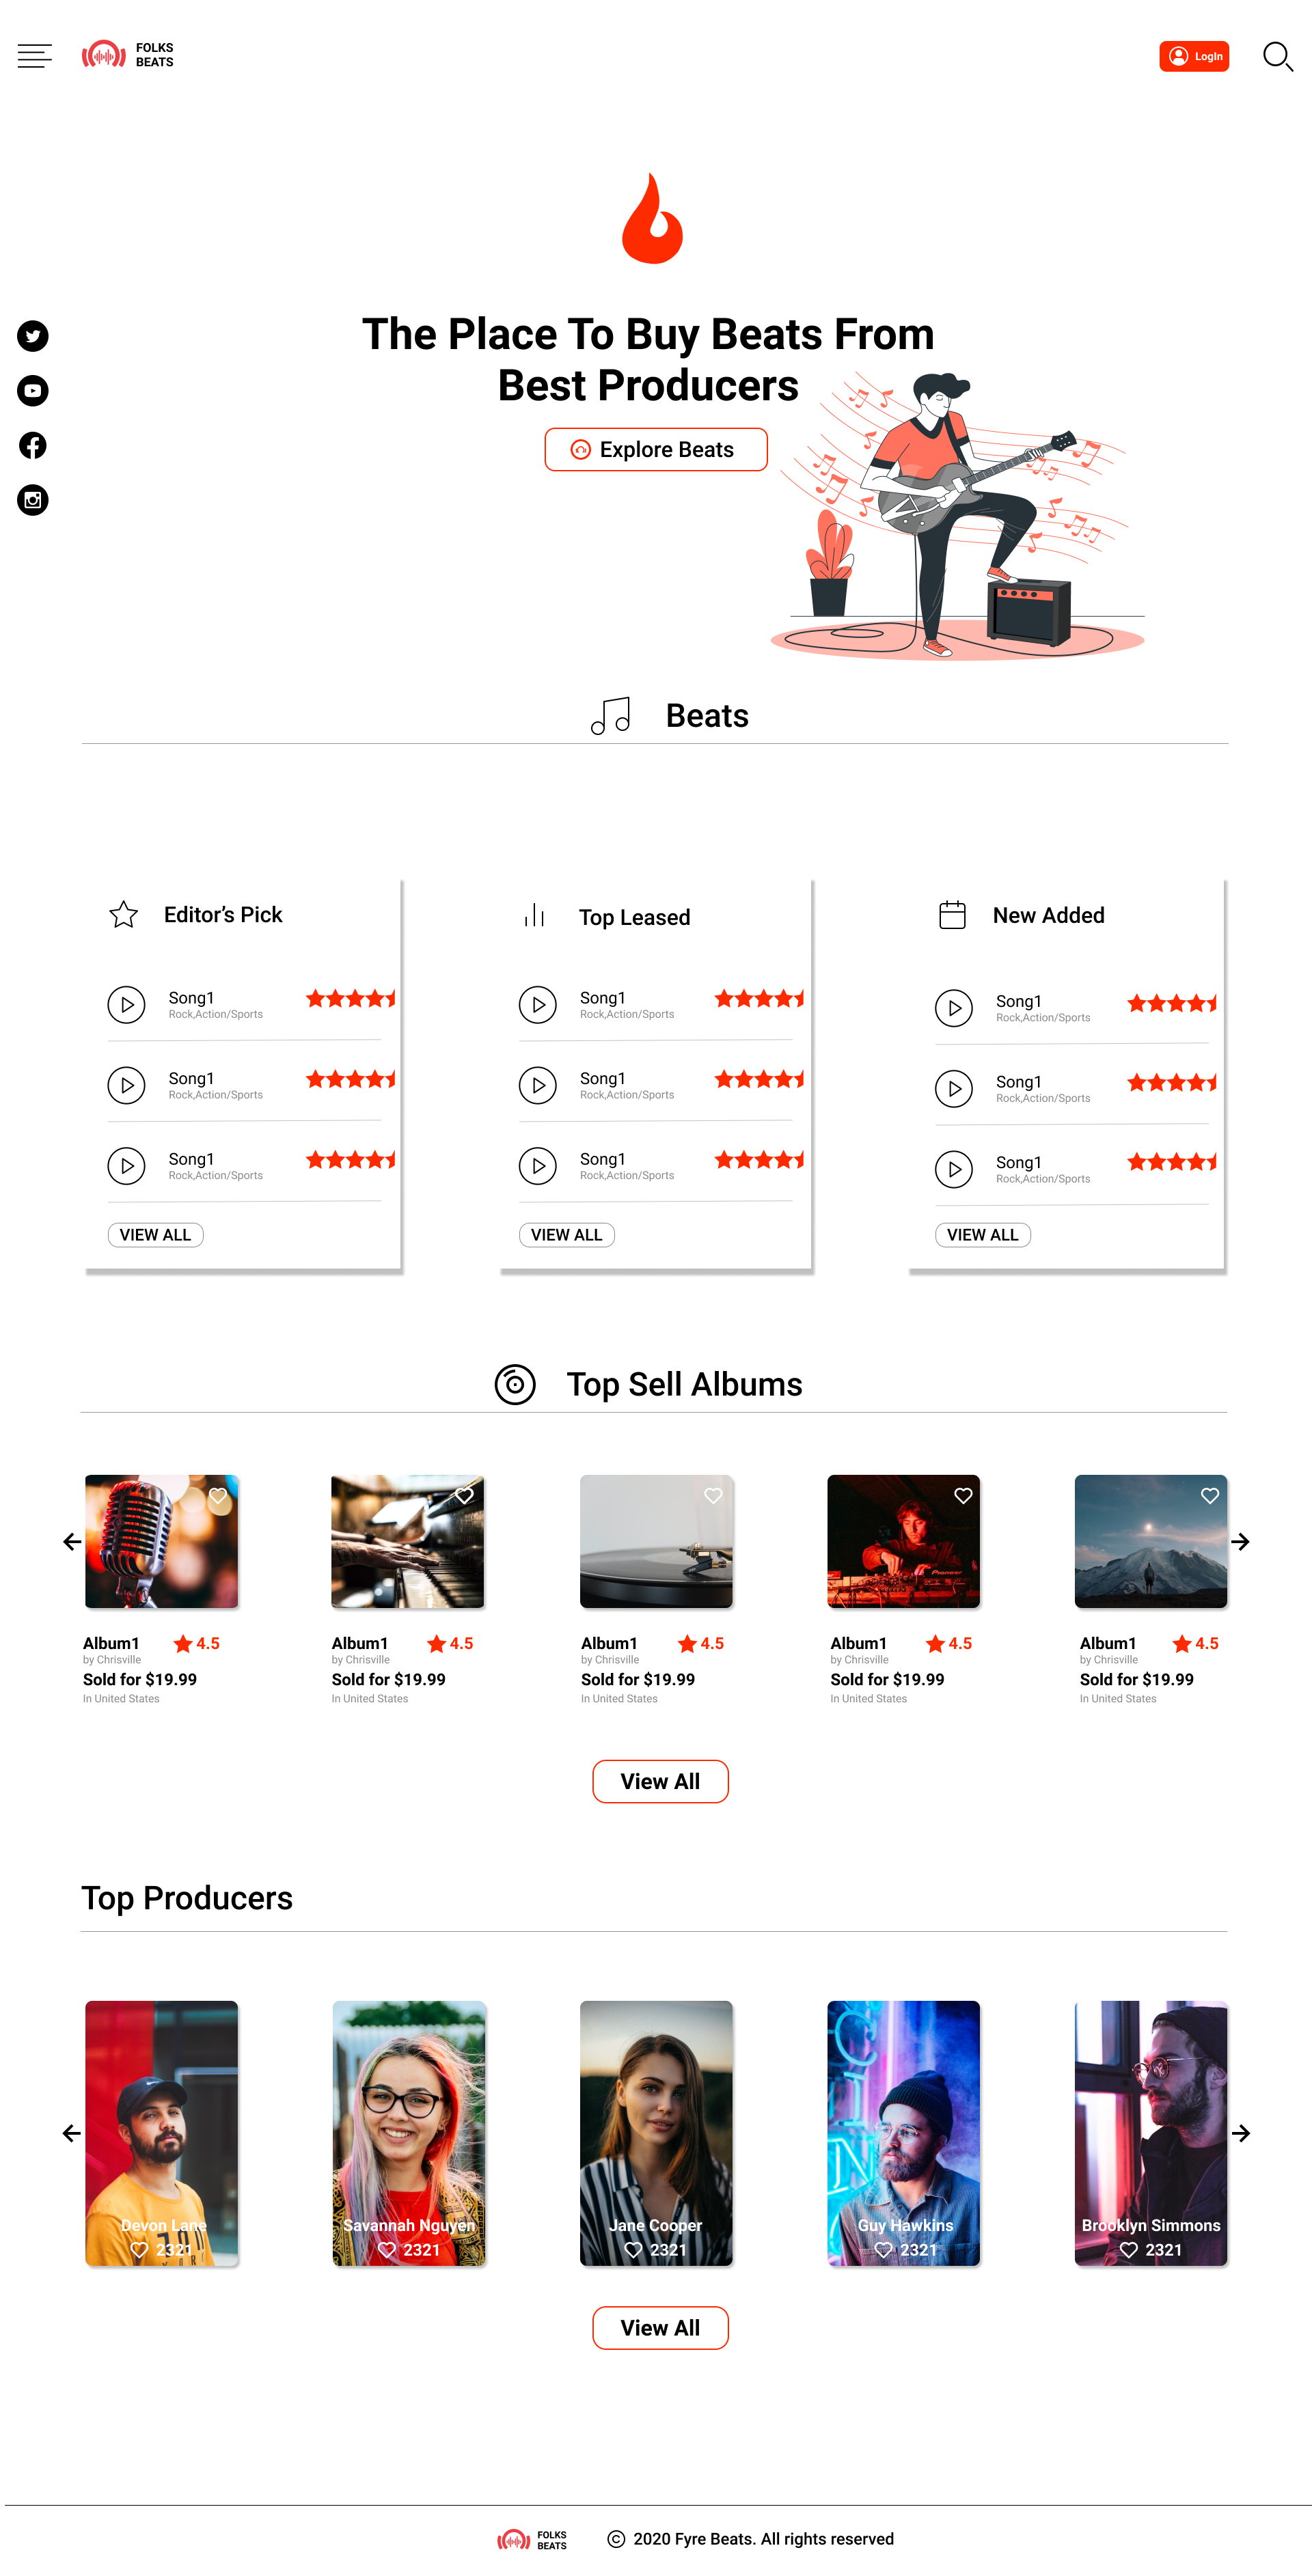 FOLKS
BEATS
LogIn
The Place To Buy Beats From
Best Producers
Explore Beats
Beats
Editor’s Pick
Song1
Rock,Action/Sports
Song1
Rock,Action/Sports
Song1
Rock,Action/Sports
VIEW ALL
Top Leased
Song1
Rock,Action/Sports
Song1
Rock,Action/Sports
Song1
Rock,Action/Sports
VIEW ALL
New Added
Song1
Rock,Action/Sports
Song1
Rock,Action/Sports
Song1
Rock,Action/Sports
VIEW ALL
Top Sell Albums
Pioneer
Album1 4.5
by Chrisville
Sold for $19.99
In United States
Album1 4.5
by Chrisville
Sold for $19.99
In United States
Album1 4.5
by Chrisville
Sold for $19.99
In United States
Album1 4.5
by Chrisville
Sold for $19.99
In United States
Album1 4.5
by Chrisville
Sold for $19.99
In United States
View All
Top Producers
Devon Lane
2321
Savannah Nguyen
2321
Jane Cooper
2321
Guy Hawkins
2321
Brooklyn Simmons
2321
View All
FOLKS
BEATS
© 2020 Fyre Beats. All rights reserved